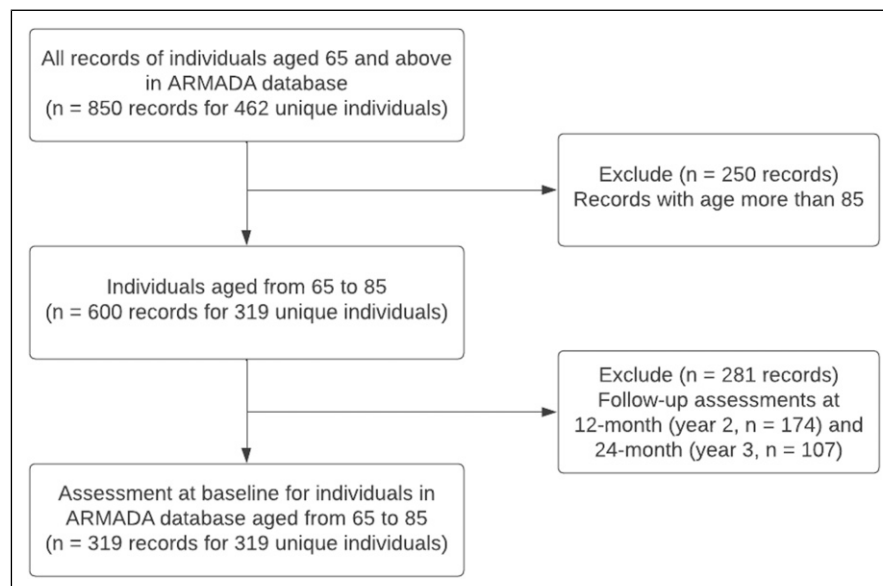 All records of individuals aged 65 and above
in ARMADA database
(n = 850 records for 462 unique individuals)
Exclude (n = 250 records)
Records with age more than 85
Individuals aged from 65 to 85
(n = 600 records for 319 unique individuals)
Exclude (n = 281 records)
Follow-up assessments at
12-month (year 2, n = 174) and
24-month (year 3, n = 107)
Assessment at baseline for individuals in
ARMADA database aged from 65 to 85
(n = 319 records for 319 unique individuals)